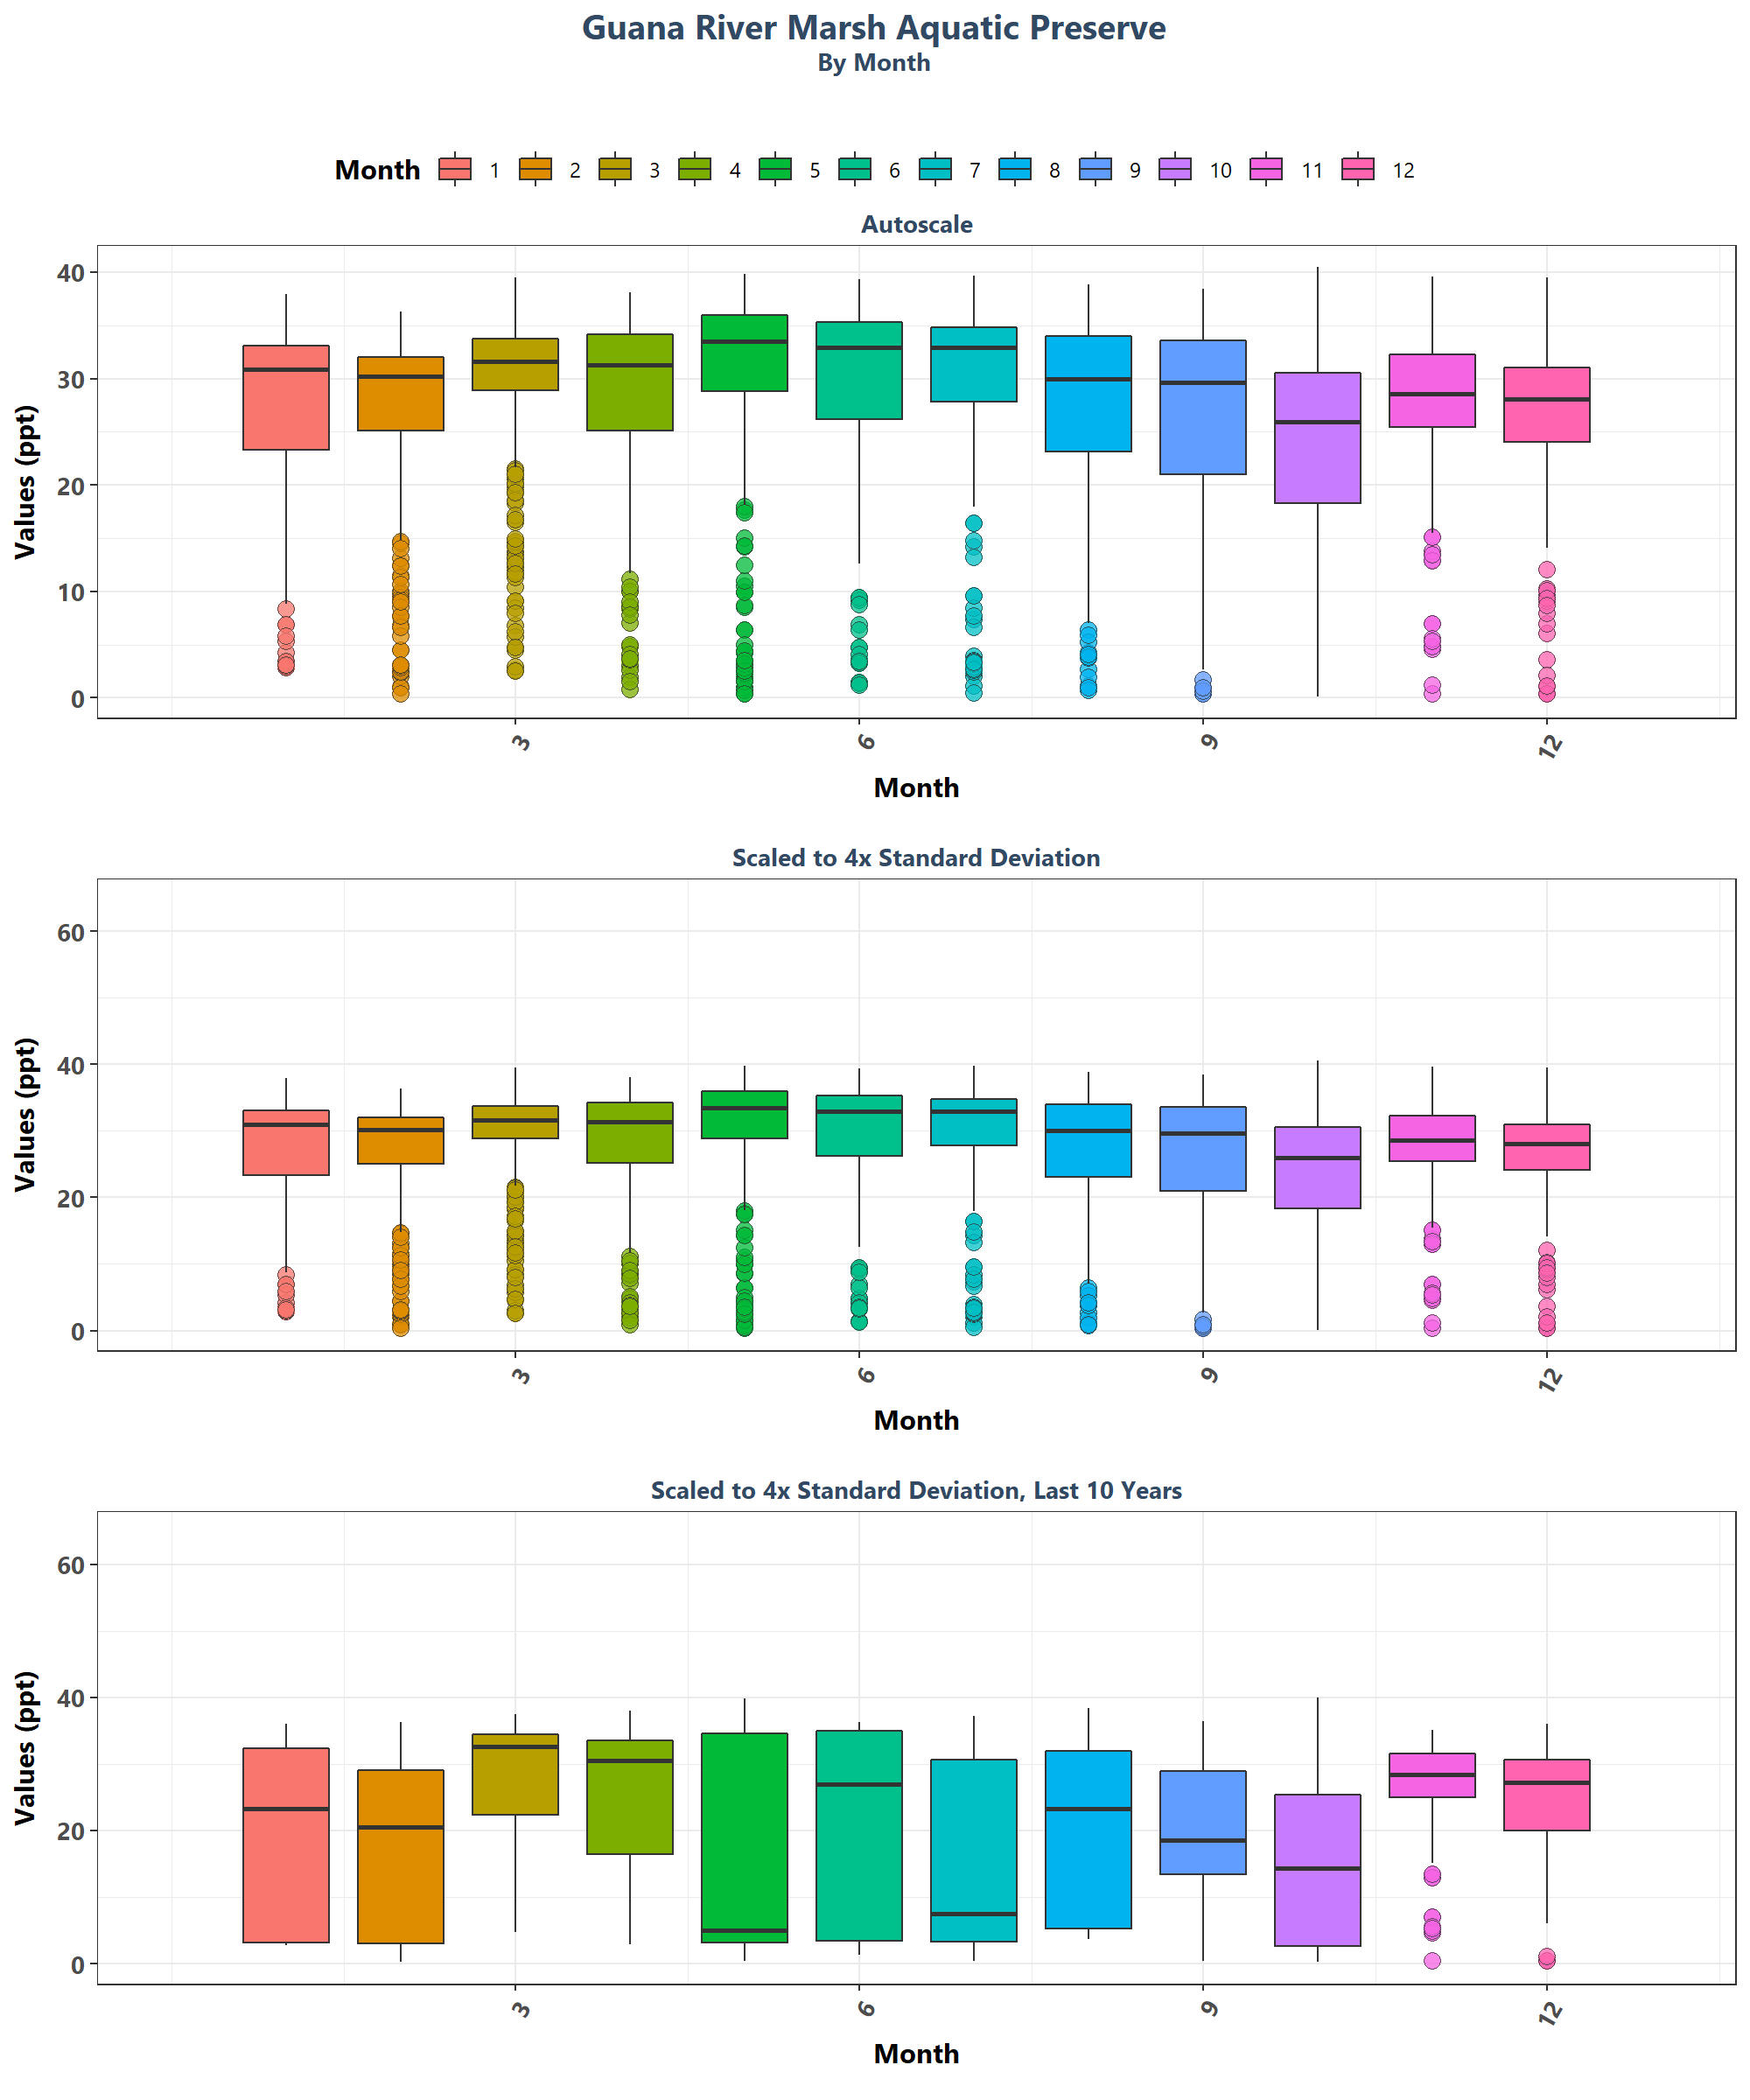 Guana River Marsh Aquatic Preserve
By Month
Month 1 2 3 4 5 6 7 8 9 10 11 12
Autoscale
Values (ppt)
40
30
20
10
0
3 6 9 12
Month
Scaled to 4x Standard Deviation
Values (ppt)
60
40
20
0
3 6 9 12
Month
Scaled to 4x Standard Deviation, Last 10 Years
Values (ppt)
60
40
20
0
3 6 9 12
Month